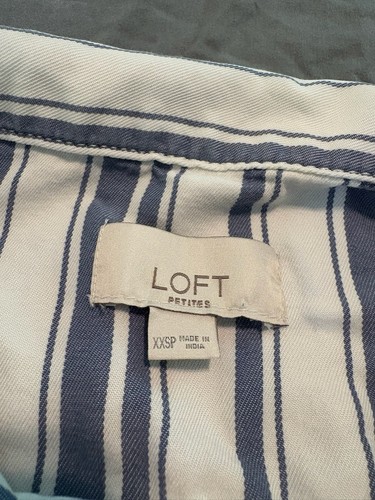 LOFT
PETITES
XXSP MADE IN
INDIA